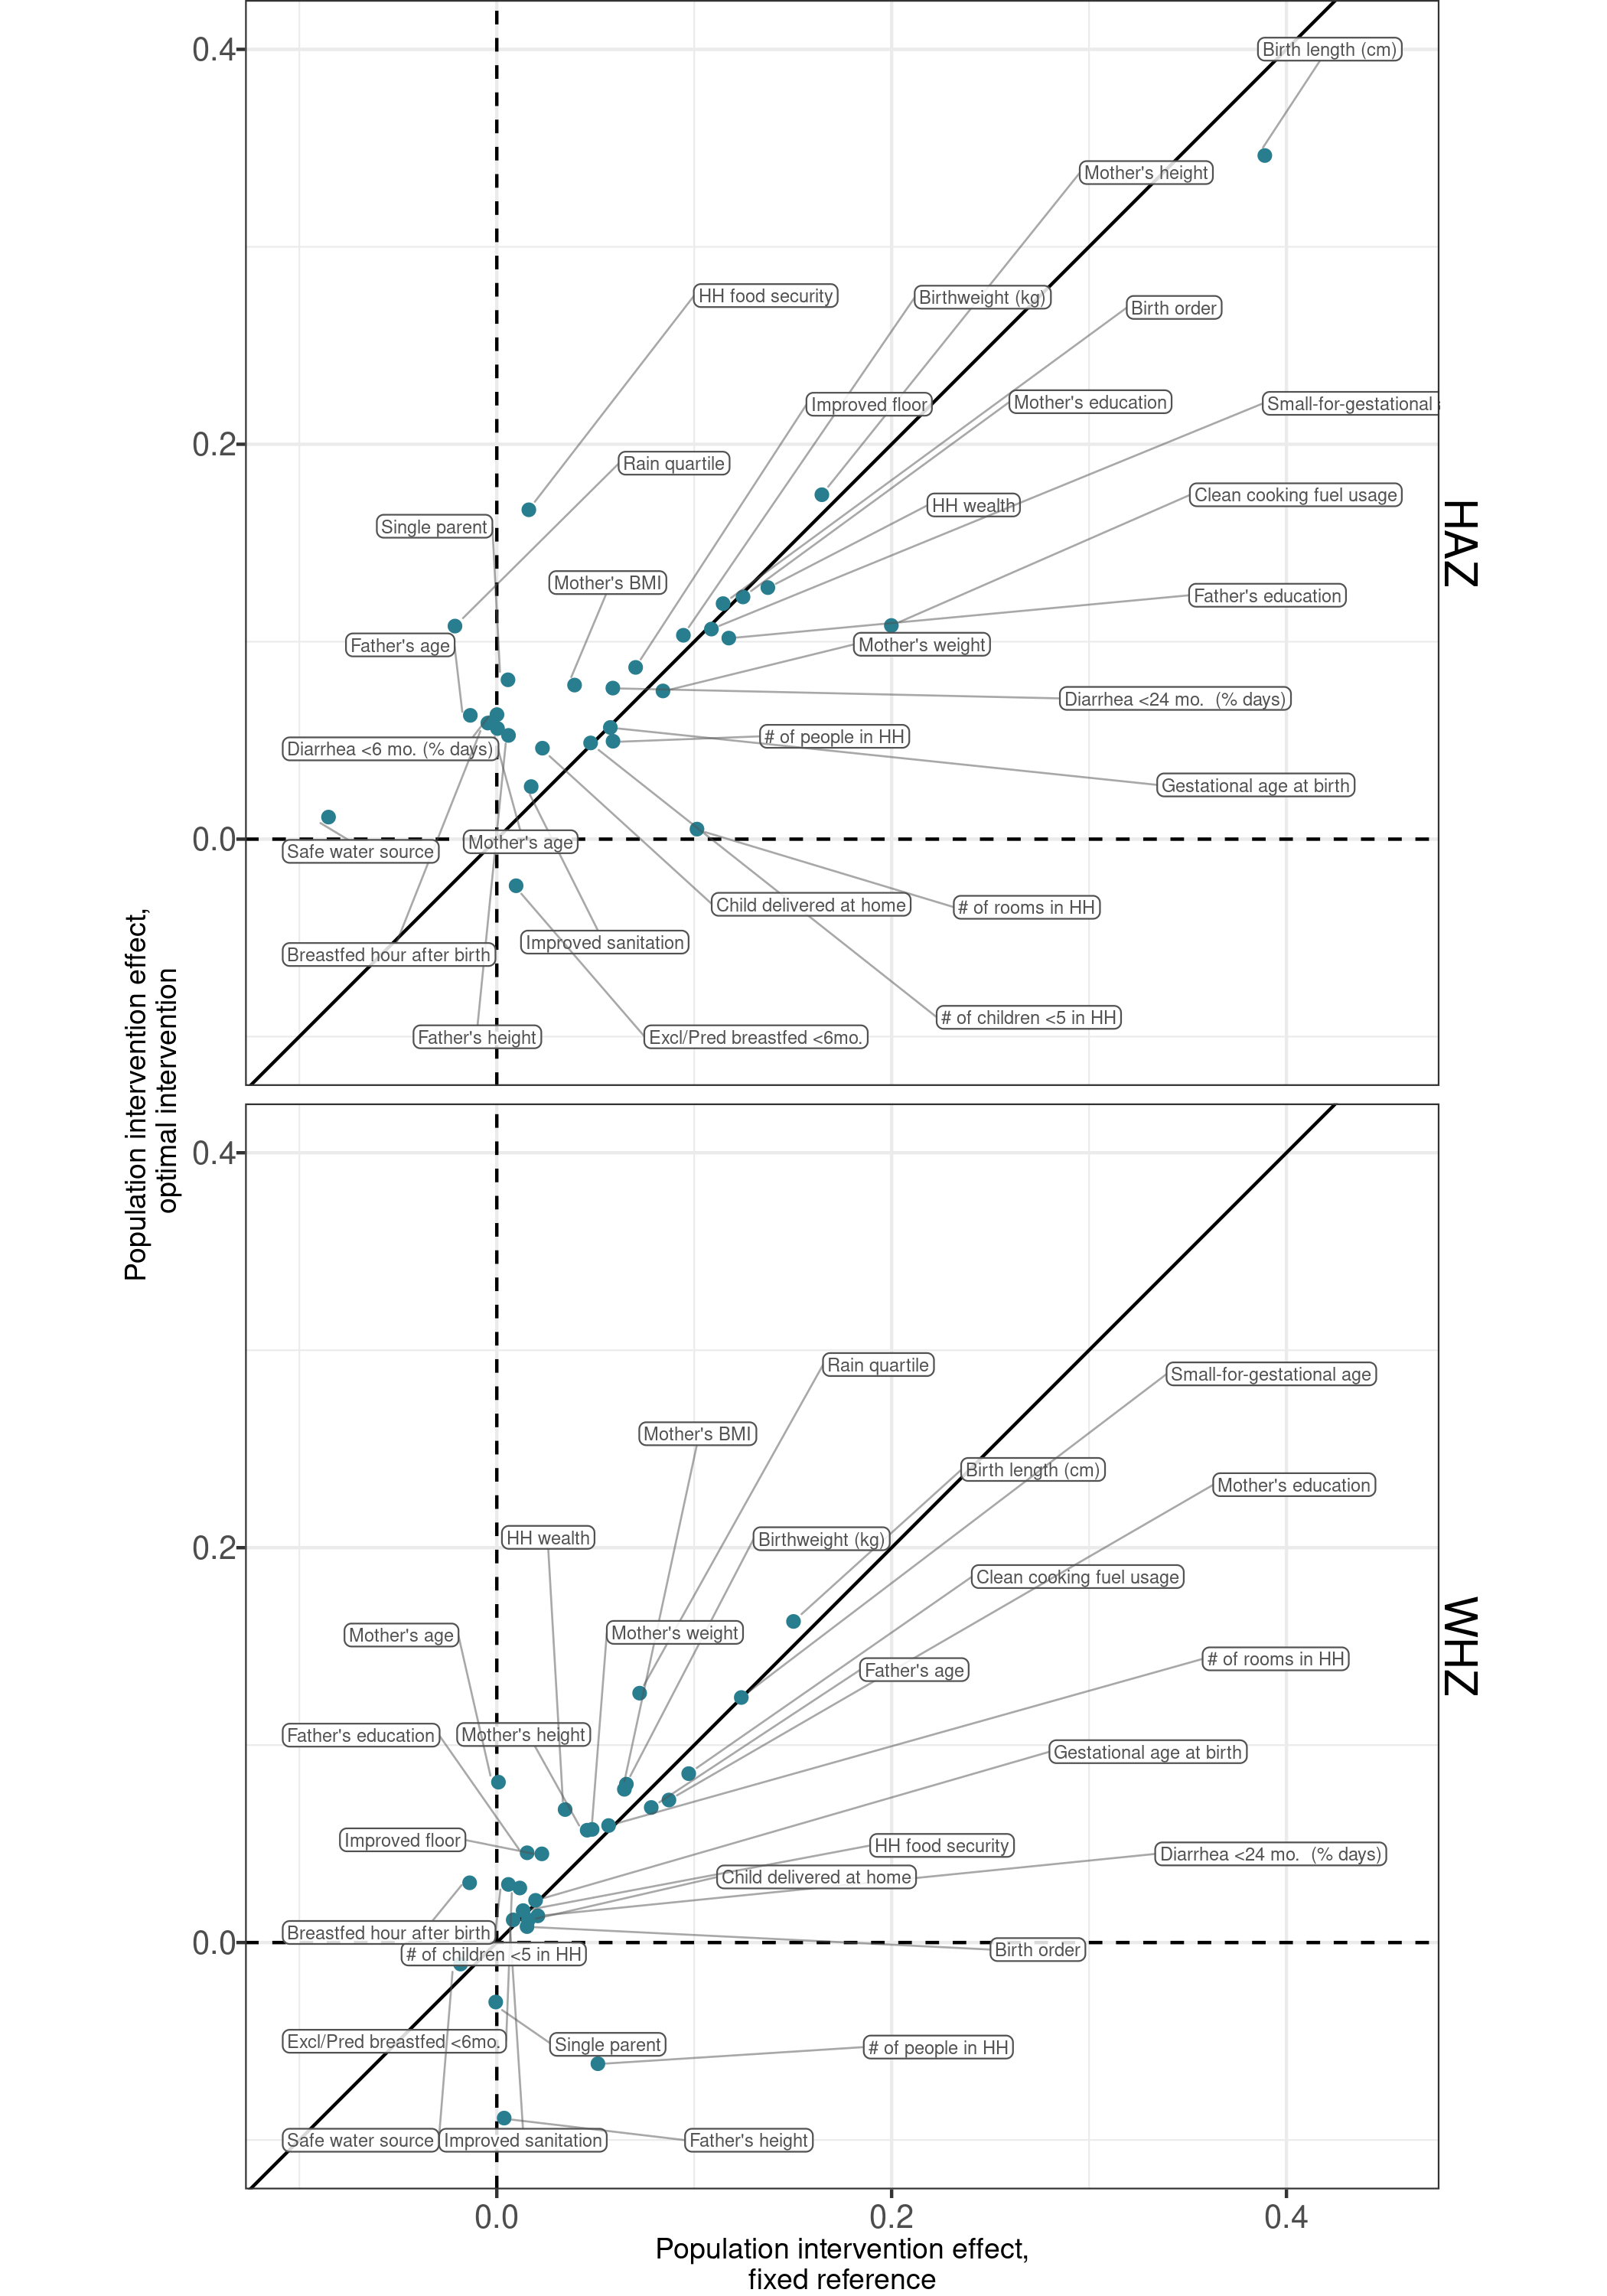 0.4
Birth length (cm)
Mother's height
HH food security
Birthweight (kg)
Birth order
Improved floor
Mother's education
Small-for-gestational
0.2
Rain quartile
Clean cooking fuel usage
HH wealth
Single parent
HAZ
Mother's BMI
Father's education
Father's age
Mother's weight
Diarrhea <24 mo.  (% days)
# of people in HH
Diarrhea <6 mo. (% days)
Gestational age at birth
0.0
Mother's age
Safe water source
Child delivered at home
# of rooms in HH
Improved sanitation
Breastfed hour after birth
# of children <5 in HH
Father's height
Excl/Pred breastfed <6mo.
Population intervention effect,
optimal intervention
0.4
Rain quartile
Small-for-gestational age
Mother's BMI
Birth length (cm)
Mother's education
HH wealth
Birthweight (kg)
0.2
Clean cooking fuel usage
Mother's age
Mother's weight
WHZ
# of rooms in HH
Father's age
Father's education
Mother's height
Gestational age at birth
Improved floor
HH food security
Diarrhea <24 mo.  (% days)
Child delivered at home
Breastfed hour after birth
0.0
# of children <5 in HH
Birth order
Excl/Pred breastfed <6mo.
Single parent
# of people in HH
Safe water source
Improved sanitation
Father's height
0.0
0.2
0.4
Population intervention effect,
fixed reference